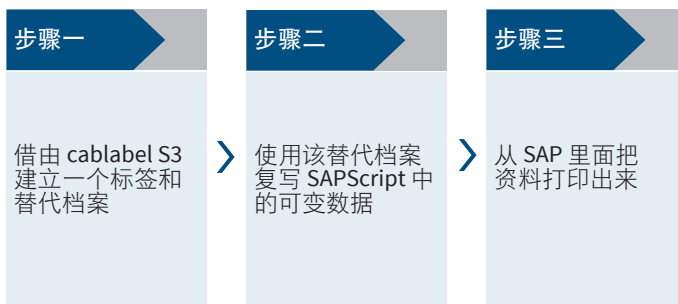 步骤一
借由 cablabel S3
建立一个标签和
替代档案
步骤二
使用该替代档案
复写 SAPScript 中
的可变数据
步骤三
从 SAP 里面把
资料打印出来